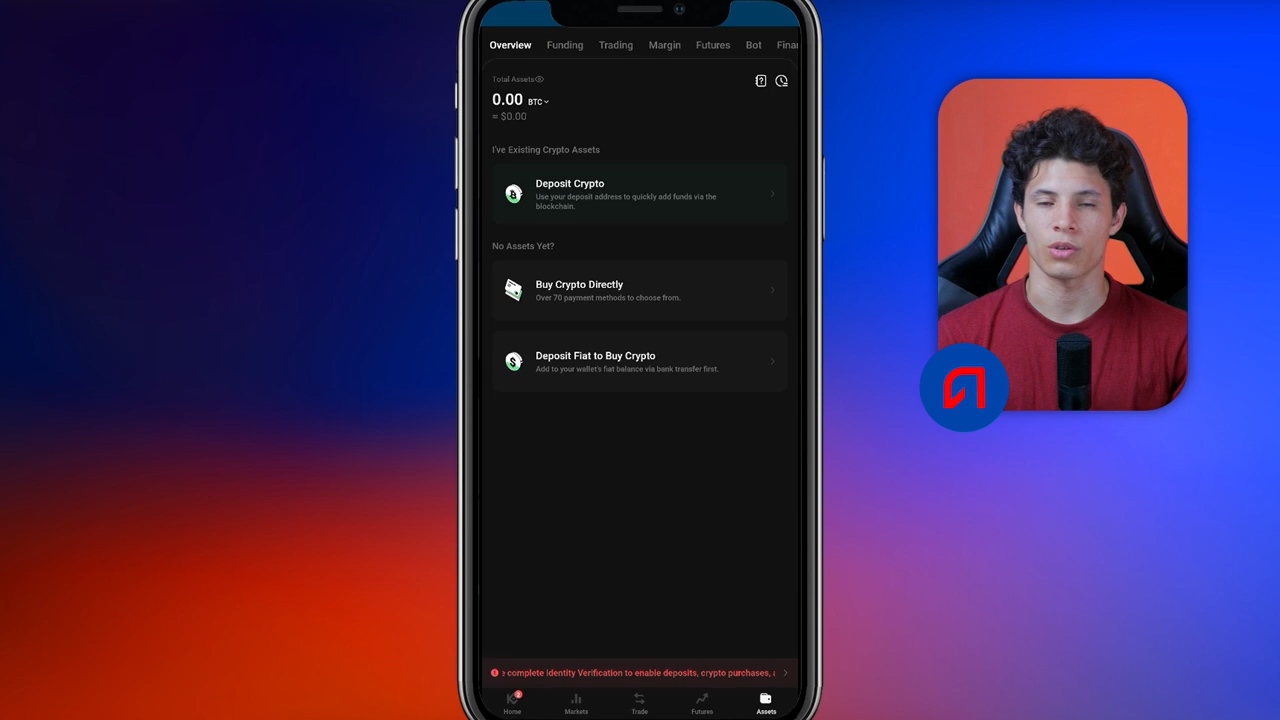 Overview Funding Trading Margin Futures Bot Finan
Total Assets
0.00 BTC
≈ $0.00
I've Existing Crypto Assets
Deposit Crypto
Use your deposit address to quickly add funds via the
blockchain.
No Assets Yet?
Buy Crypto Directly
Over 70 payment methods to choose from.
Deposit Fiat to Buy Crypto
Add to your wallet's fiat balance via bank transfer first.
complete Identity Verification to enable deposits, crypto purchases,
2
Home Markets Trade Futures Assets